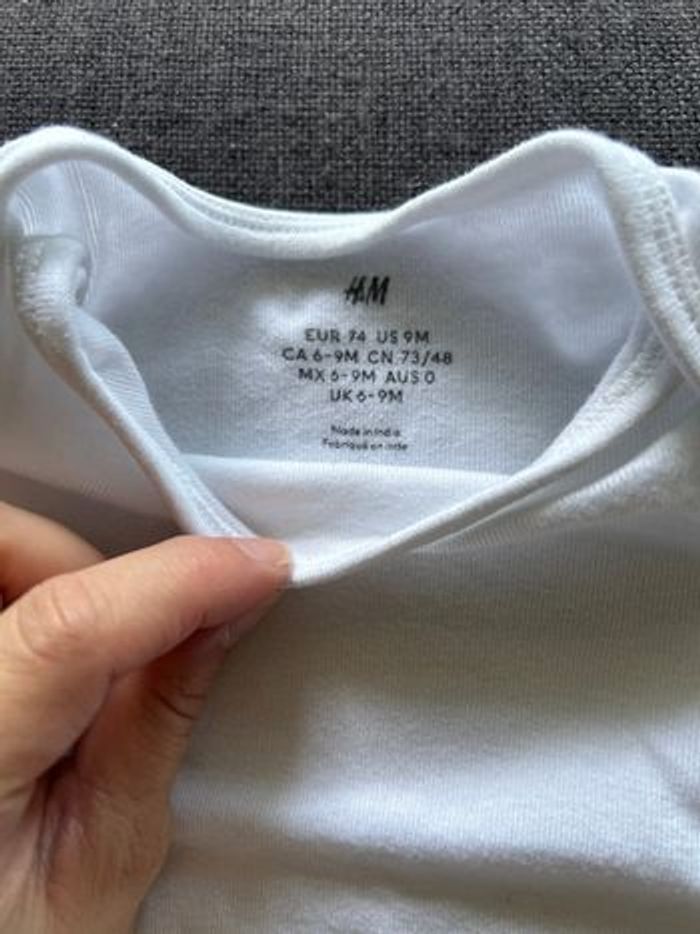 H&M
EUR 74 US 9M
CA 6-9M CN 73/48
MX 6-9M AUS 0
UK 6-9M
Made in India
Fabriqué en Inde